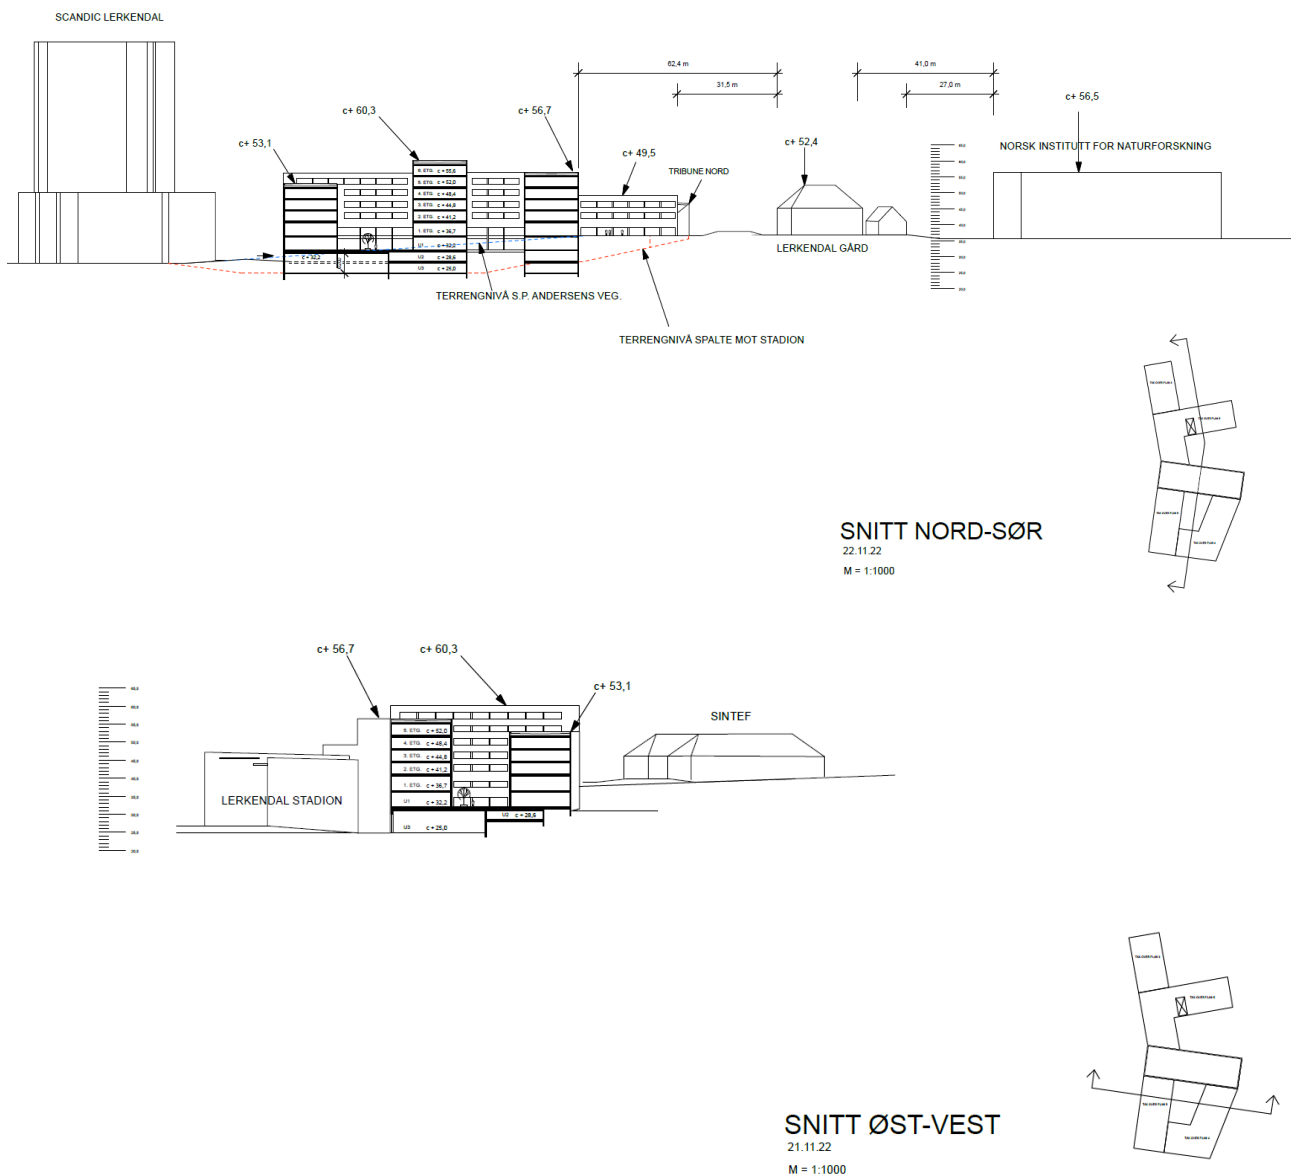 SCANDIC LERKENDAL
62,4 m
41,0 m
31,5 m
27,0 m
c+ 60,3
c+ 56,7
c+ 56,5
c+ 53,1
c+ 52,4
c+ 49,5
NORSK INSTITUTT FOR NATURFORSKNING
TRIBUNE NORD
6. ETG. c + 55,6
5. ETG. c + 52,0
4. ETG. c + 48,4
3. ETG. c + 44,8
2. ETG. c + 41,2
1. ETG. c + 36,7
U1 c + 32,2
c + 32,2
U2 c + 28,6
U3 c + 25,0
LERKENDAL GÅRD
TERRENGNIVÅ S.P. ANDERSENS VEG.
TERRENGNIVÅ SPALTE MOT STADION
SNITT NORD-SØR
22.11.22
M = 1:1000
c+ 56,7
c+ 60,3
c+ 53,1
SINTEF
5. ETG. c + 52,0
4. ETG. c + 48,4
3. ETG. c + 44,8
2. ETG. c + 41,2
1. ETG. c + 36,7
U1 c + 32,2
LERKENDAL STADION
U2 c + 28,6
U3 c + 25,0
SNITT ØST-VEST
21.11.22
M = 1:1000